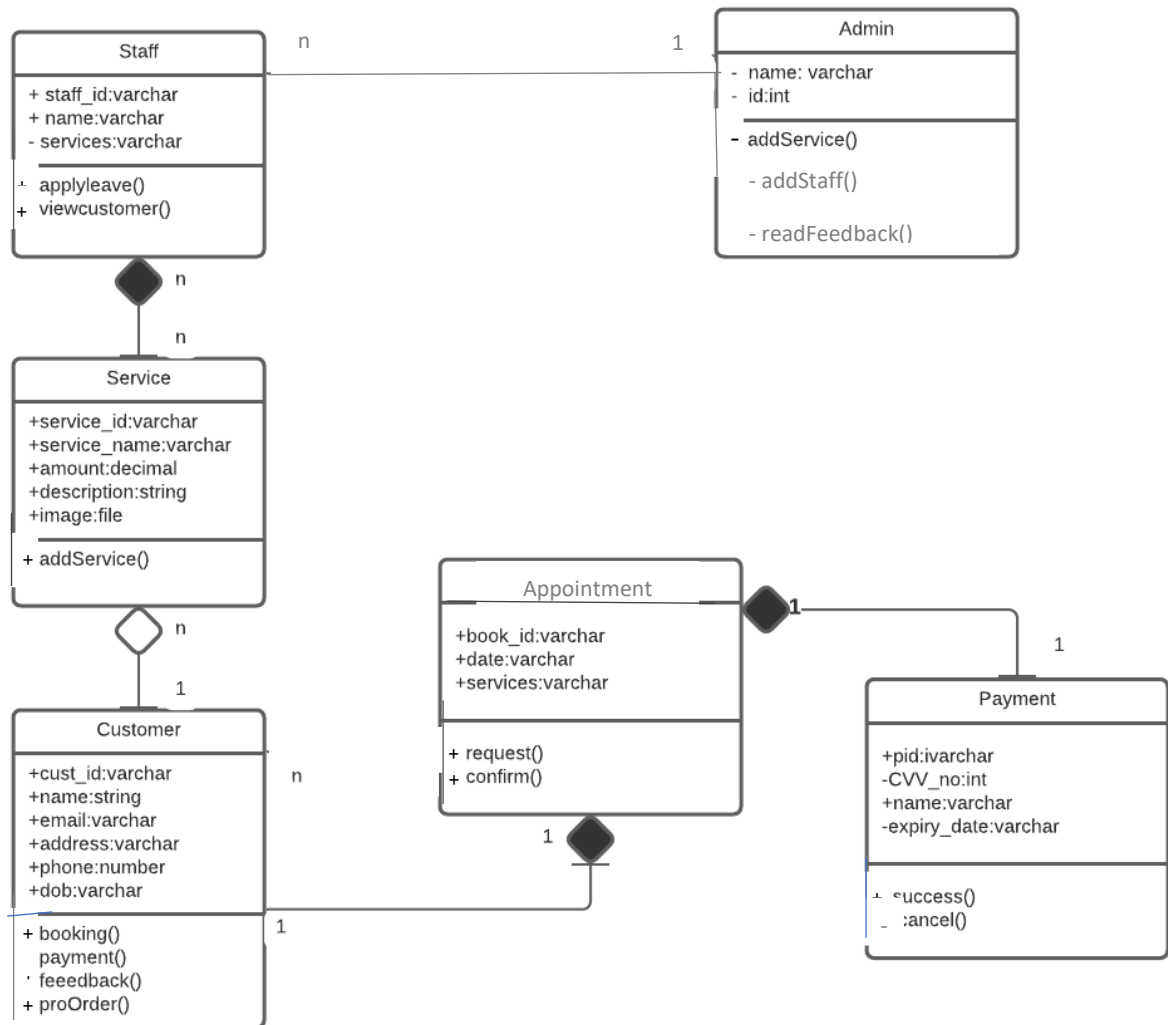 Staff
+ staff_id:varchar
+ name:varchar
- services:varchar
+ applyleave()
+ viewcustomer()
n
1
Admin
- name: varchar
- id:int
- addService()
- addStaff()
- readFeedback()
n
n
Service
+service_id:varchar
+service_name:varchar
+amount:decimal
+description:string
+image:file
+ addService()
n
1
Customer
+cust_id:varchar
+name:string
+email:varchar
+address:varchar
+phone:number
+dob:varchar
+ booking()
payment()
feeedback()
+ proOrder()
n
1
Appointment
+book_id:varchar
+date:varchar
+services:varchar
+ request()
+ confirm()
1
1
1
Payment
+pid:ivarchar
-CVV_no:int
+name:varchar
-expiry_date:varchar
+ success()
- cancel()